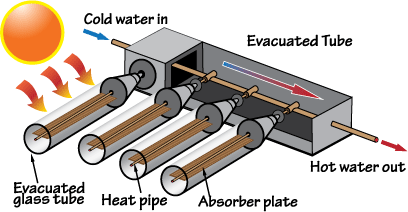 Cold water in
Evacuated Tube
Hot water out
Evacuated
glass tube
Heat pipe
Absorber plate